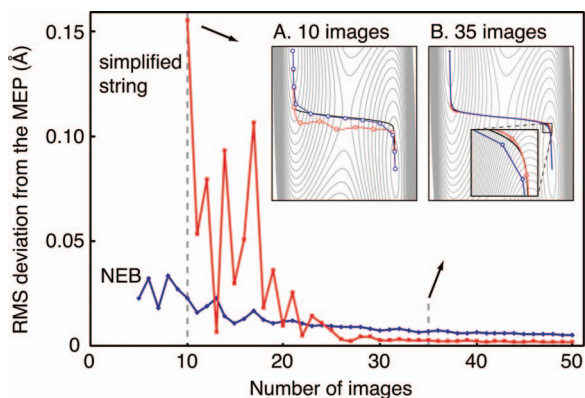 RMS deviation from the MEP (Å)
0.15
0.10
0.05
0
simplified
string
NEB
A. 10 images
B. 35 images
0
10
20
30
40
50
Number of images